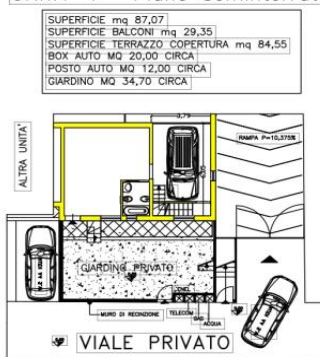 SUPERFICIE mq 87,07
SUPERFICIE BALCONI mq 29,35
SUPERFICIE TERRAZZO COPERTURA mq 84,55
BOX AUTO MQ 20,00 CIRCA
POSTO AUTO MQ 12,00 CIRCA
GIARDINO MQ 34,70 CIRCA
ALTRA UNITA'
RAMPA P=10,375%
GIARDINO PRIVATO
ENEL
MURO DI RECINZIONE
TELECOM
GAS
ACQUA
VIALE PRIVATO